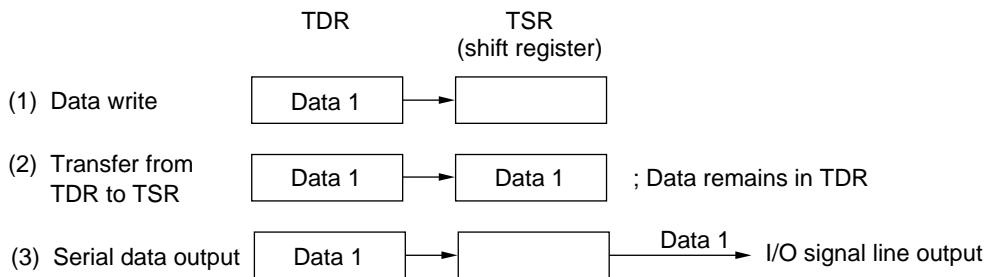 TDR TSR
(shift register)
(1) Data write Data 1
(2) Transfer from
TDR to TSR Data 1 Data 1 ; Data remains in TDR
(3) Serial data output Data 1 Data 1 I/O signal line output